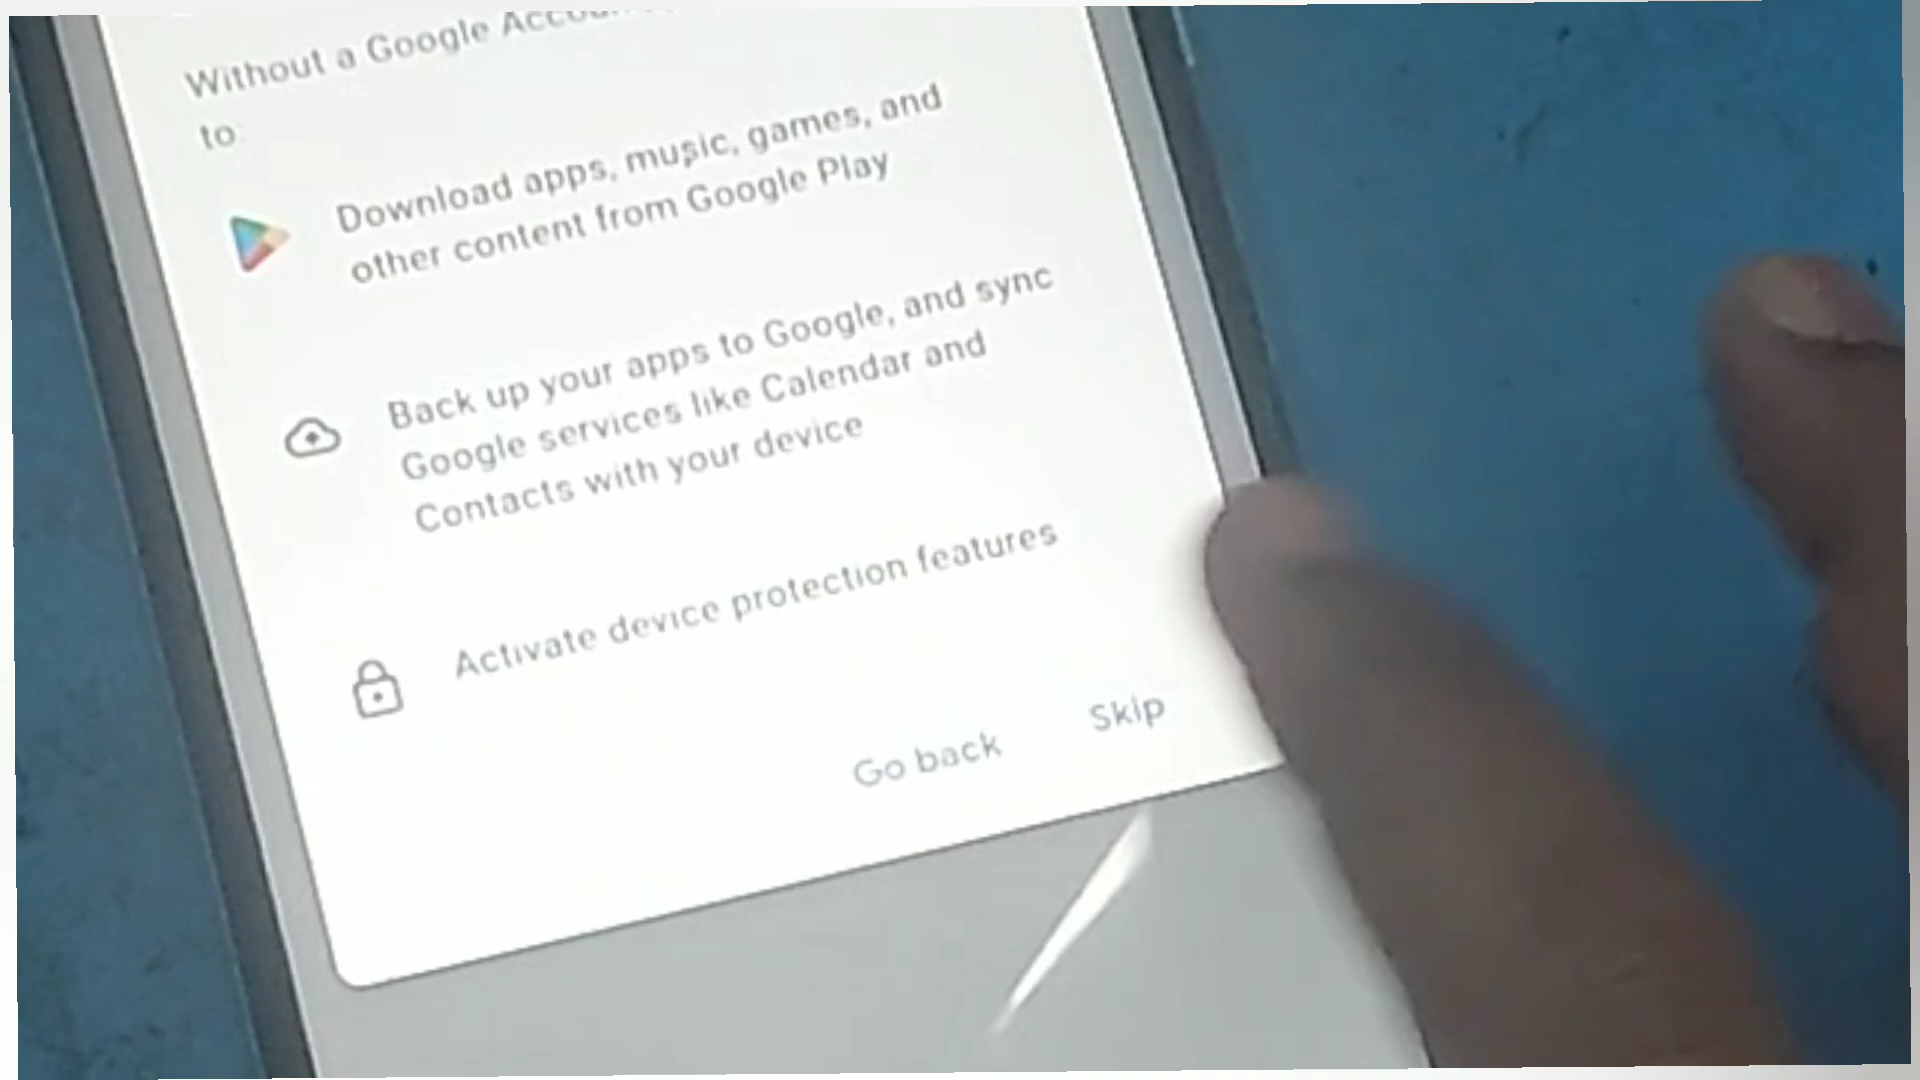 Without a Google
to:
Download apps, music, games, and
other content from Google Play
Back up your apps to Google, and sync
Google services like Calendar and
Contacts with your device
Activate device protection features
Go back
Skip